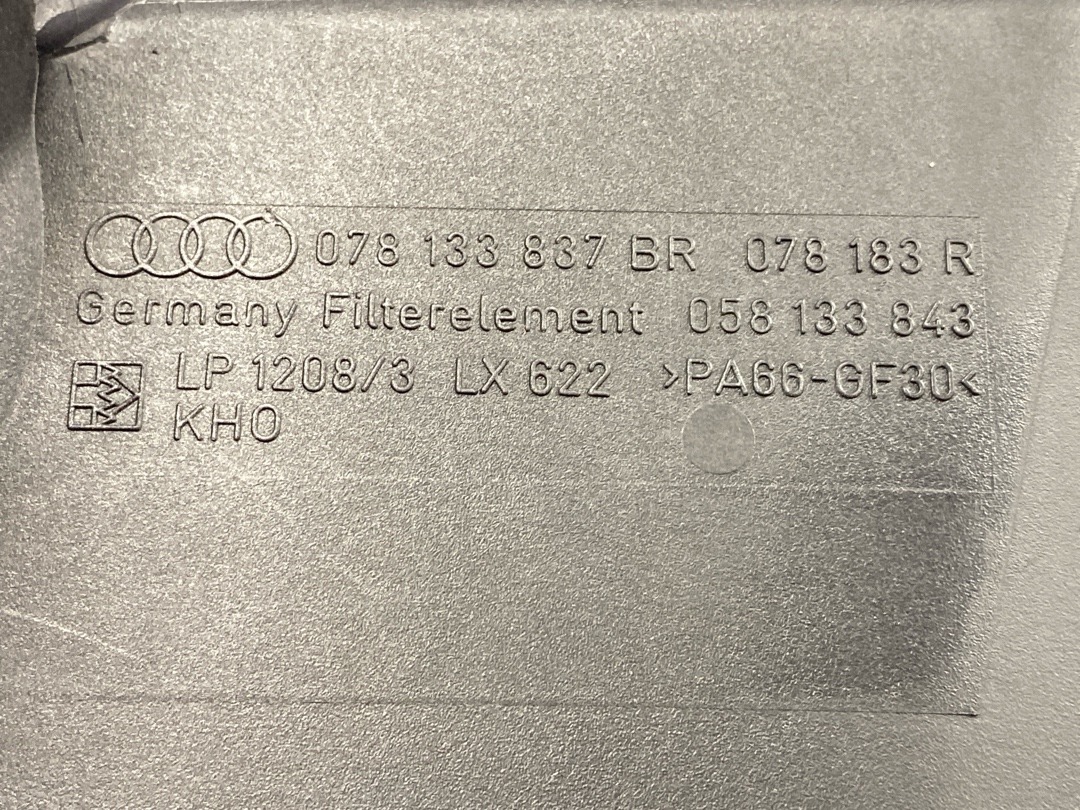 078 133 837 BR 078 183 R
Germany Filterelement 058 133 843
LP 1208/3 LX 622 >PA66-GF30<
KHO